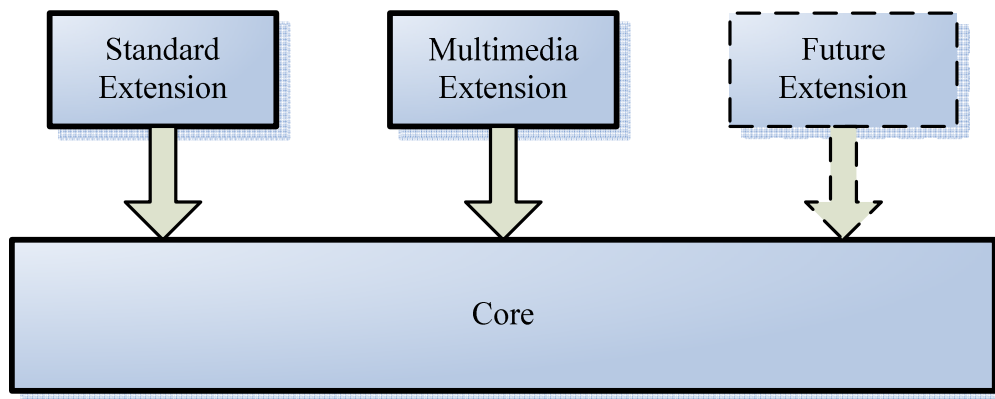 Standard
Extension
Multimedia
Extension
Future
Extension
Core